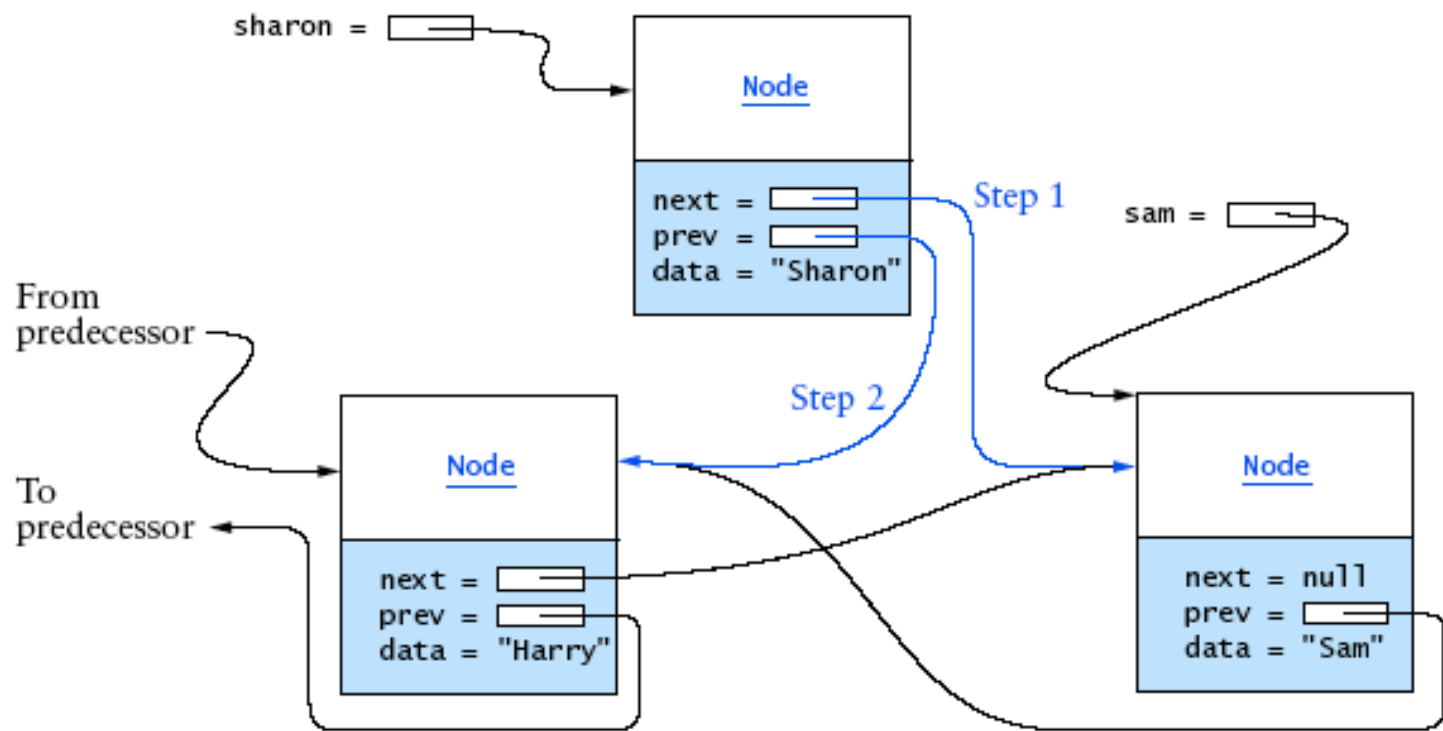 sharon =
Node
next =
prev =
data = "Sharon"
Step 1
sam =
From
predecessor
Step 2
To
predecessor
Node
next =
prev =
data = "Harry"
Node
next = null
prev =
data = "Sam"